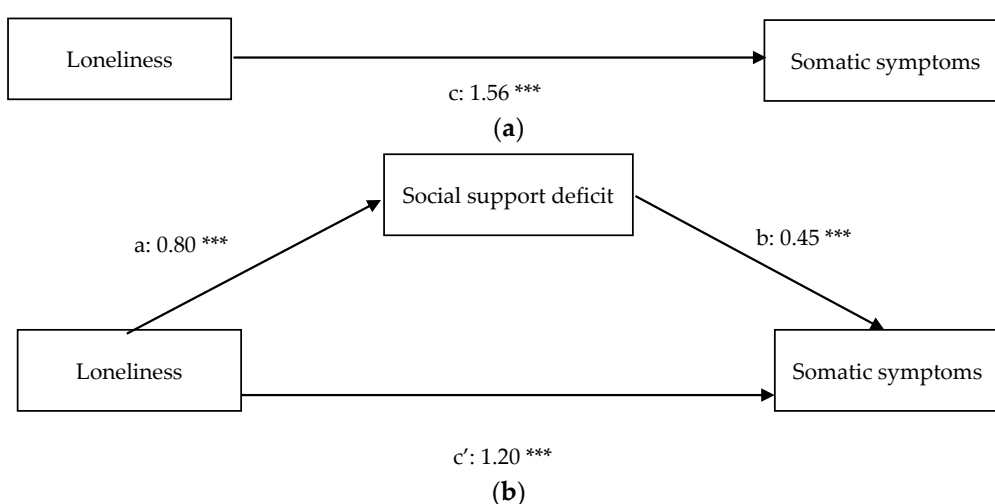 Loneliness
Somatic symptoms
c: 1.56 ***
(a)
Social support deficit
a: 0.80 ***
b: 0.45 ***
Loneliness
Somatic symptoms
c’: 1.20 ***
(b)